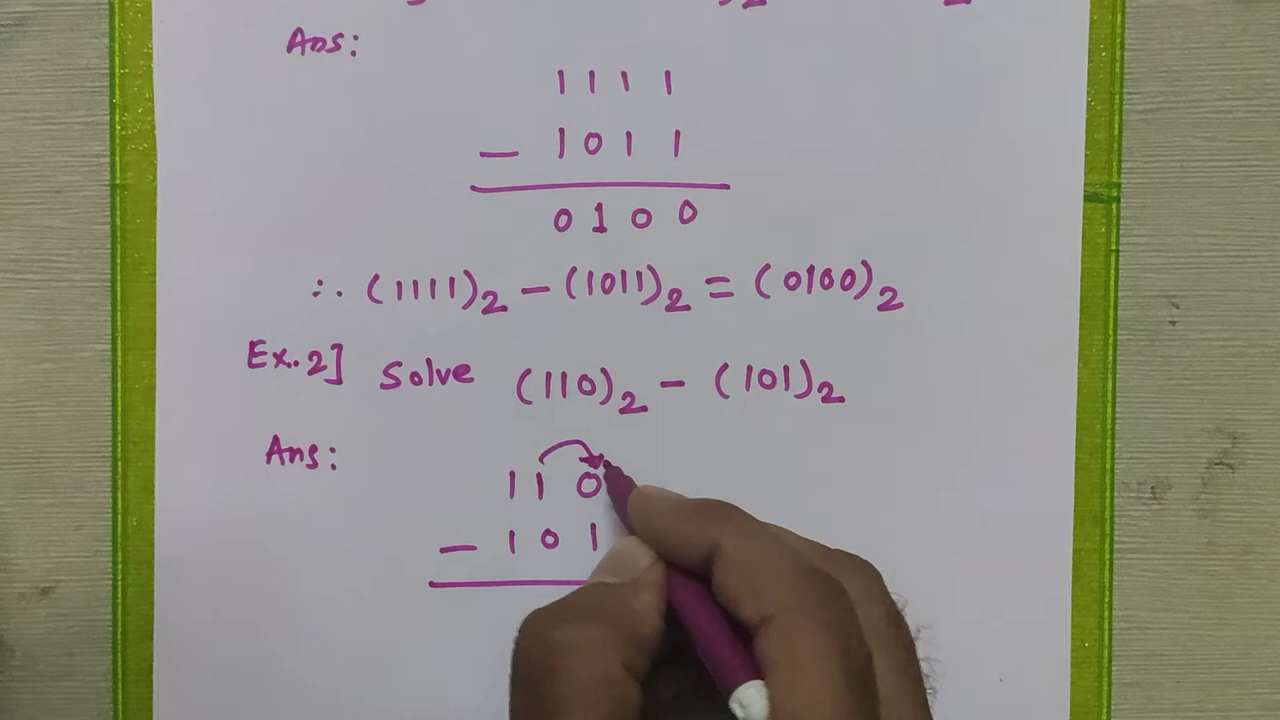 Ans:
1 1 1 1
— 1 0 1 1
0 1 0 0
∴ (1111)2 – (1011)2 = (0100)2
Ex.2] Solve (110)2 – (101)2
Ans:
1 1 0
— 1 0 1